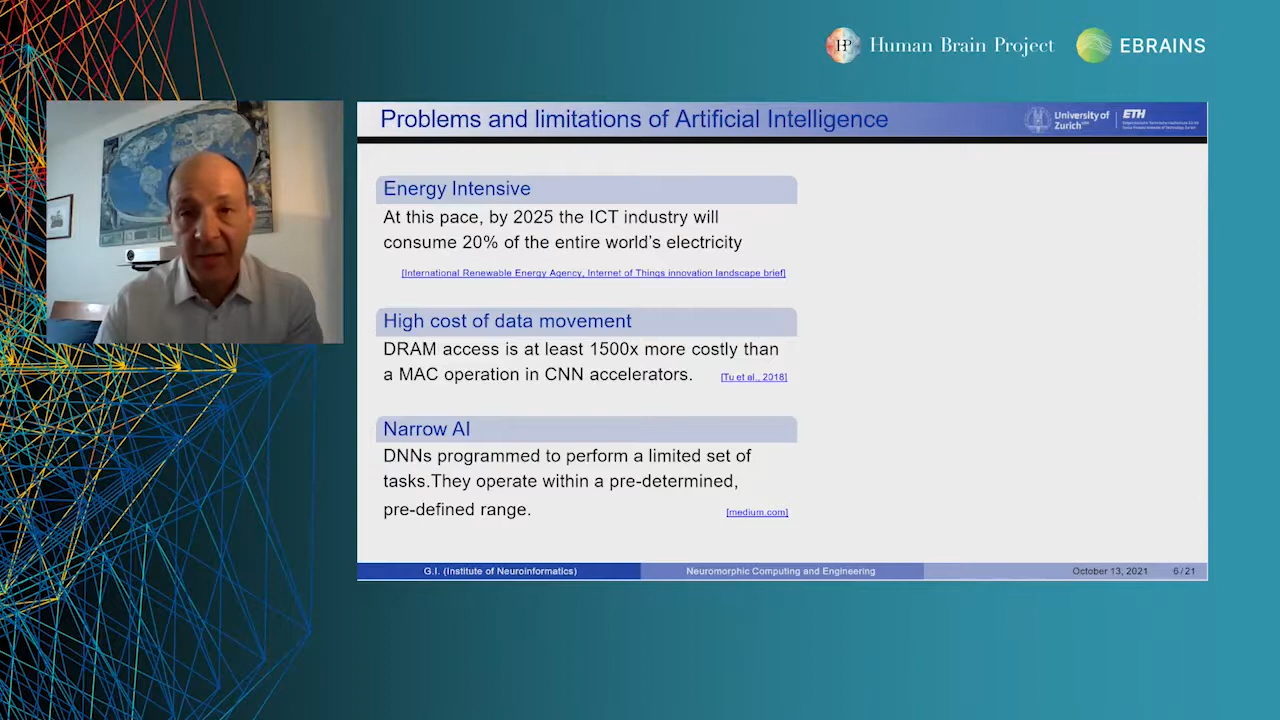 Human Brain Project
EBRAINS
Problems and limitations of Artificial Intelligence
University of
Zurich
ETH
Energy Intensive
At this pace, by 2025 the ICT industry will
consume 20% of the entire world's electricity
[International Renewable Energy Agency, Internet of Things innovation landscape brief]
High cost of data movement
DRAM access is at least 1500x more costly than
a MAC operation in CNN accelerators.
[Tu et al., 2018]
Narrow AI
DNNs programmed to perform a limited set of
tasks.They operate within a pre-determined,
pre-defined range.
[medium.com]
G.I. (Institute of Neuroinformatics)
Neuromorphic Computing and Engineering
October 13, 2021
6/21